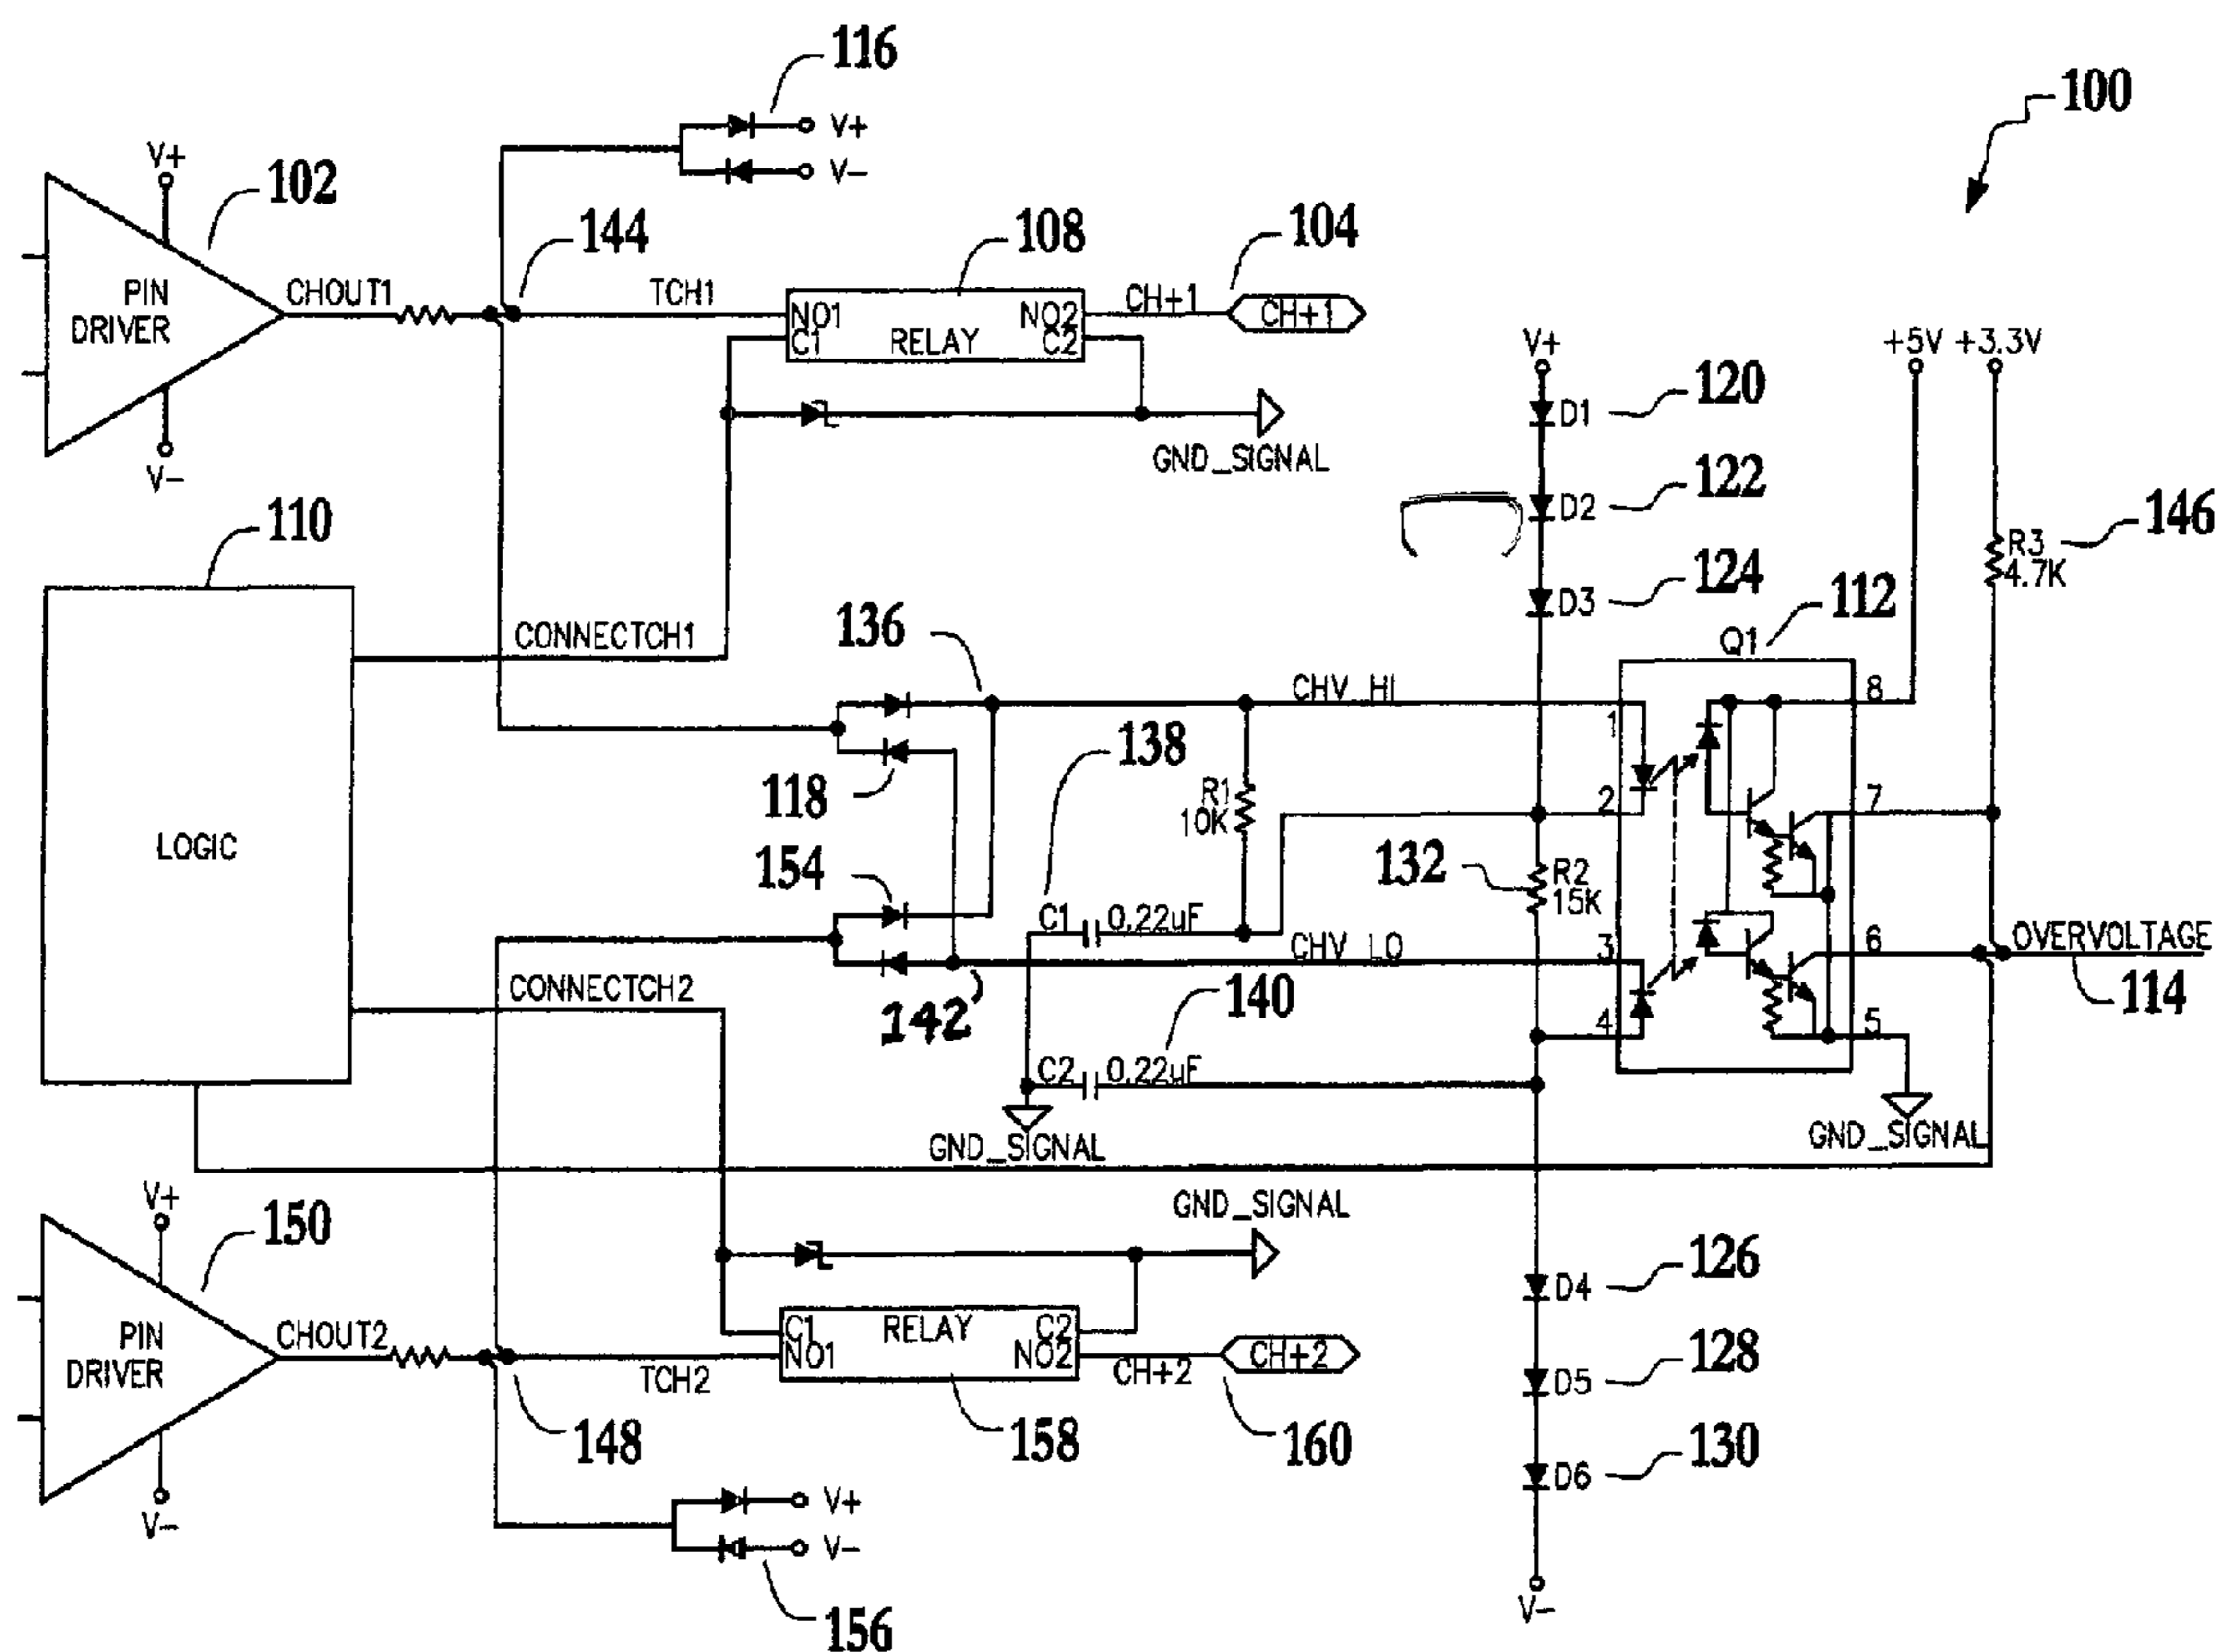 116
V+
V-
100
V+
102
PIN
DRIVER
V-
CHOUT1
144
TCH1
108
NO1
C1
RELAY
NO2
C2
CH+1
104
CH+1
GND_SIGNAL
V+
D1
120
D2
122
D3
124
+5V
+3.3V
146
R3
4.7K
112
Q1
110
LOGIC
CONNECTCH1
136
CHV_HI
118
138
R1
10K
154
132
R2
15K
C1
0.22uF
CHV_LO
142
140
C2
0.22uF
GND_SIGNAL
CONNECTCH2
1
2
3
4
8
7
6
5
OVERVOLTAGE
114
GND_SIGNAL
V+
150
PIN
DRIVER
V-
CHOUT2
148
TCH2
GND_SIGNAL
C1
NO1
RELAY
C2
NO2
158
CH+2
CH+2
160
D4
126
D5
128
D6
130
V-
V+
V-
156